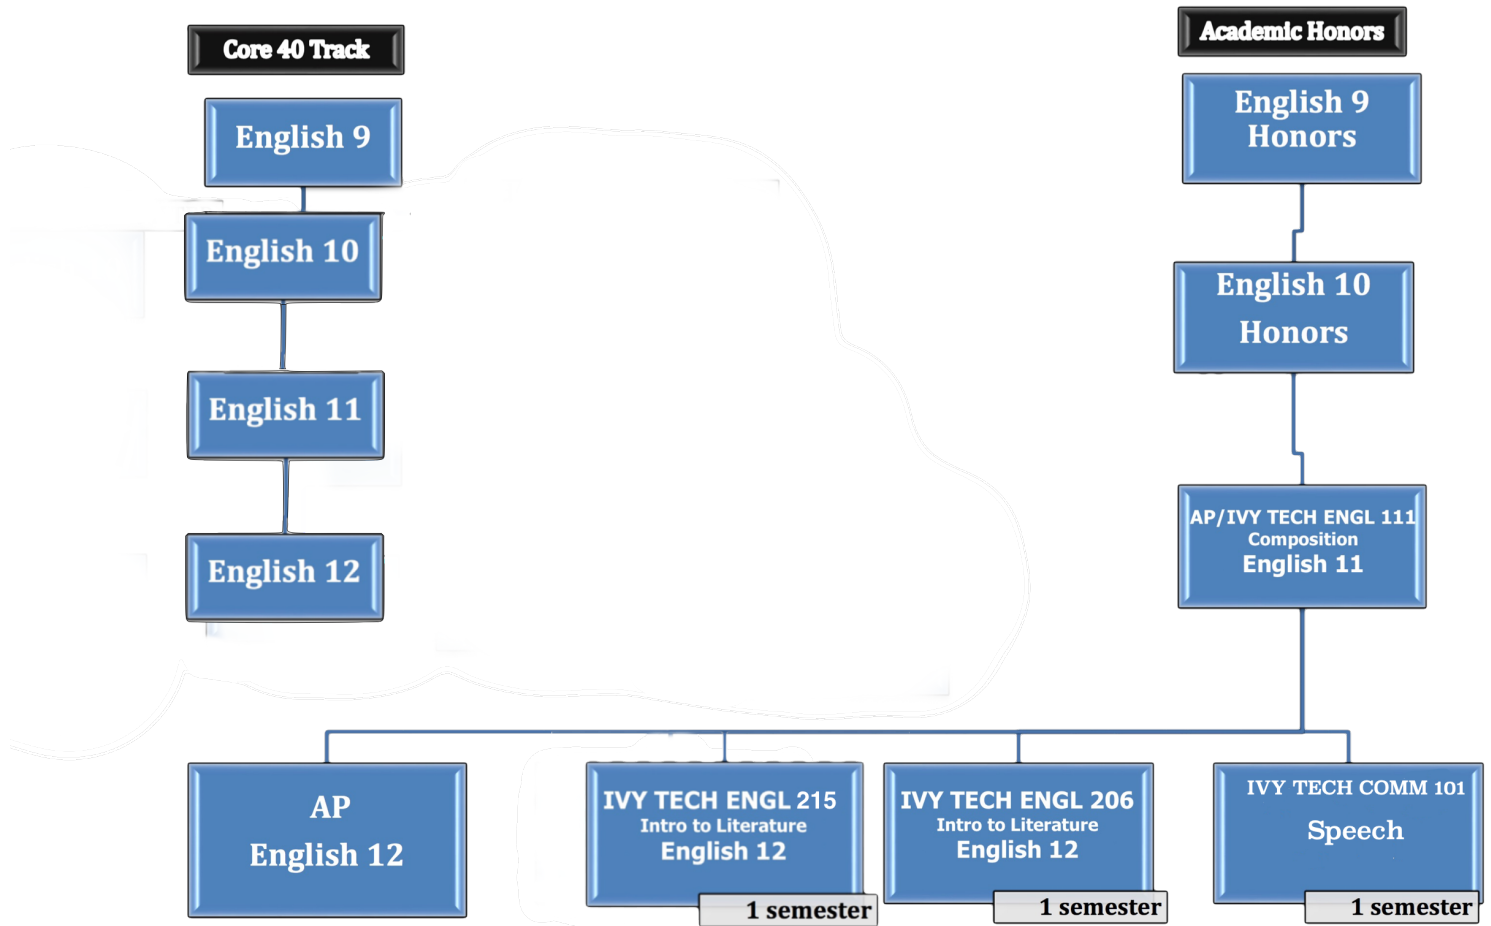 Core 40 Track
English 9
English 10
English 11
English 12
Academic Honors
English 9
Honors
English 10
Honors
AP/IVY TECH ENGL 111
Composition
English 11
AP
English 12
IVY TECH ENGL 215
Intro to Literature
English 12
1 semester
IVY TECH ENGL 206
Intro to Literature
English 12
1 semester
IVY TECH COMM 101
Speech
1 semester